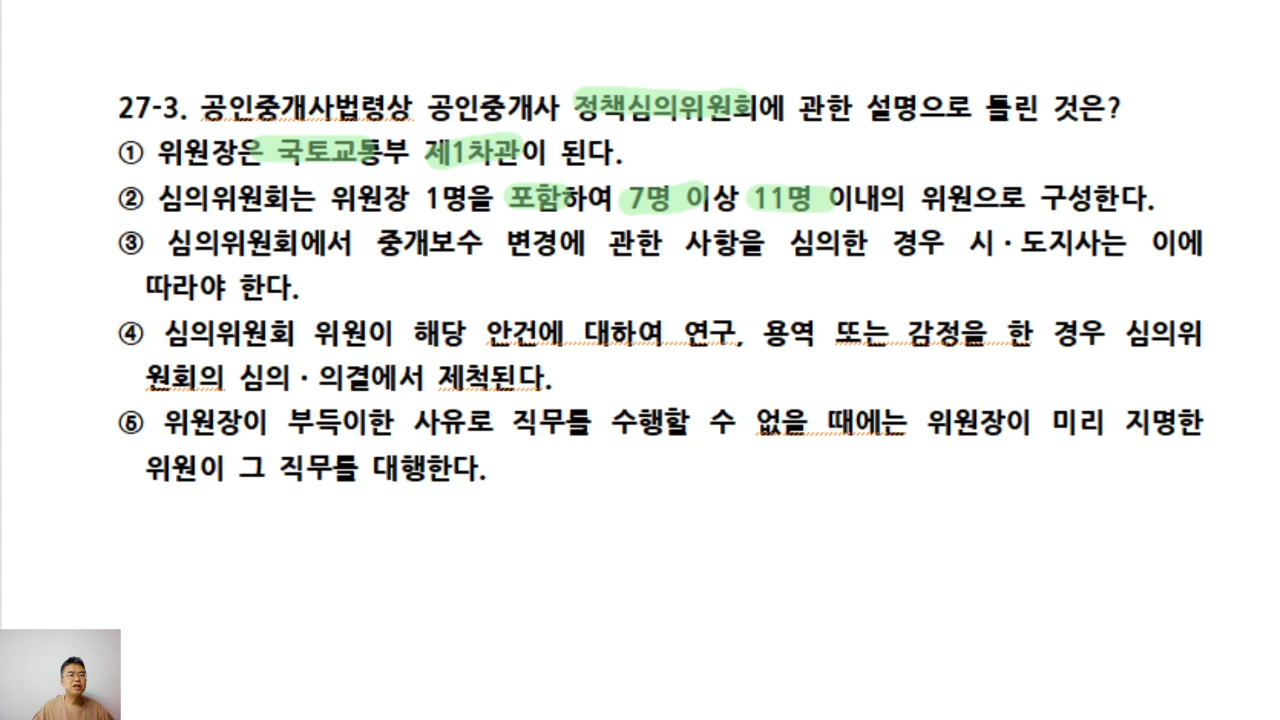 27-3. 공인중개사법령상 공인중개사 정책심의위원회에 관한 설명으로 틀린 것은?
① 위원장은 국토교통부 제1차관이 된다.
② 심의위원회는 위원장 1명을 포함하여 7명 이상 11명 이내의 위원으로 구성한다.
③ 심의위원회에서 중개보수 변경에 관한 사항을 심의한 경우 시·도지사는 이에
따라야 한다.
④ 심의위원회 위원이 해당 안건에 대하여 연구, 용역 또는 감정을 한 경우 심의위
원회의 심의·의결에서 제척된다.
⑤ 위원장이 부득이한 사유로 직무를 수행할 수 없을 때에는 위원장이 미리 지명한
위원이 그 직무를 대행한다.